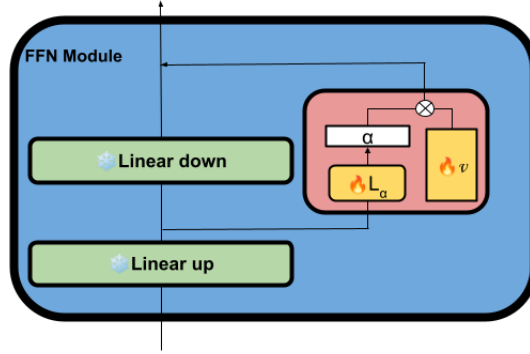 FFN Module
α
❄️Linear down
🔥v
🔥Lα
❄️Linear up